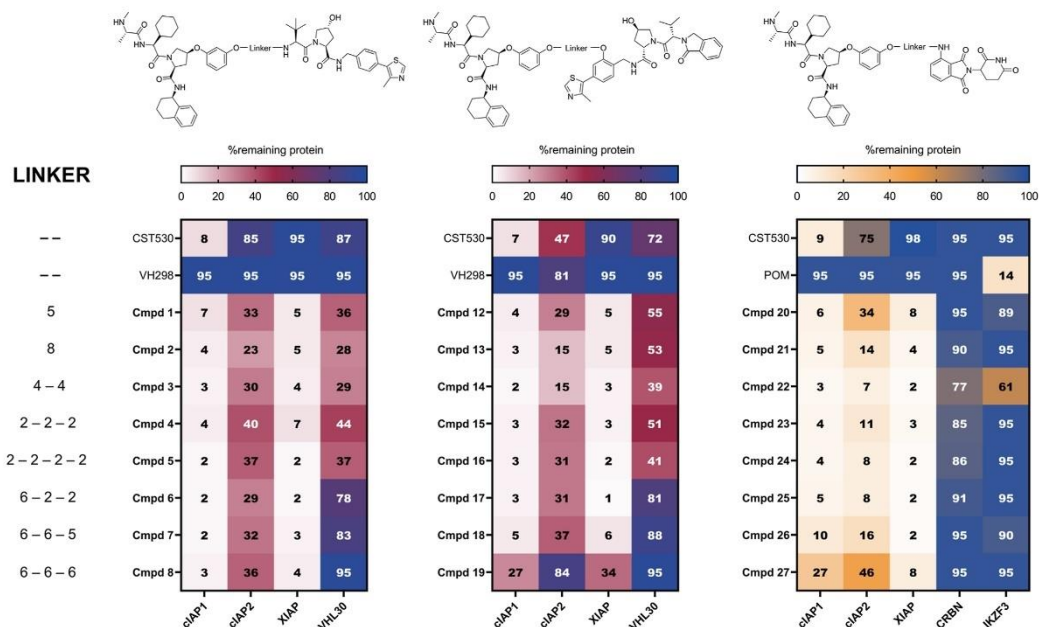 %remaining protein
0 20 40 60 80 100
%remaining protein
0 20 40 60 80 100
%remaining protein
0 20 40 60 80 100
LINKER
– –
CST530 8 85 95 87
CST530 7 47 90 72
CST530 9 75 98 95 95
– –
VH298 95 95 95 95
VH298 95 81 95 95
POM 95 95 95 95 14
5
Cmpd 1 7 33 5 36
Cmpd 12 4 29 5 55
Cmpd 20 6 34 8 95 89
8
Cmpd 2 4 23 5 28
Cmpd 13 3 15 5 53
Cmpd 21 5 14 4 90 95
4 – 4
Cmpd 3 3 30 4 29
Cmpd 14 2 15 3 39
Cmpd 22 3 7 2 77 61
2 – 2 – 2
Cmpd 4 4 40 7 44
Cmpd 15 3 32 3 51
Cmpd 23 4 11 3 85 95
2 – 2 – 2 – 2
Cmpd 5 2 37 2 37
Cmpd 16 3 31 2 41
Cmpd 24 4 8 2 86 95
6 – 2 – 2
Cmpd 6 2 29 2 78
Cmpd 17 3 31 1 81
Cmpd 25 5 8 2 91 95
6 – 6 – 5
Cmpd 7 2 32 3 83
Cmpd 18 5 37 6 88
Cmpd 26 10 16 2 95 90
6 – 6 – 6
Cmpd 8 3 36 4 95
Cmpd 19 27 84 34 95
Cmpd 27 27 46 8 95 95
cIAP1 cIAP2 XIAP VHL30
cIAP1 cIAP2 XIAP VHL30
cIAP1 cIAP2 XIAP CRBN IKZF3